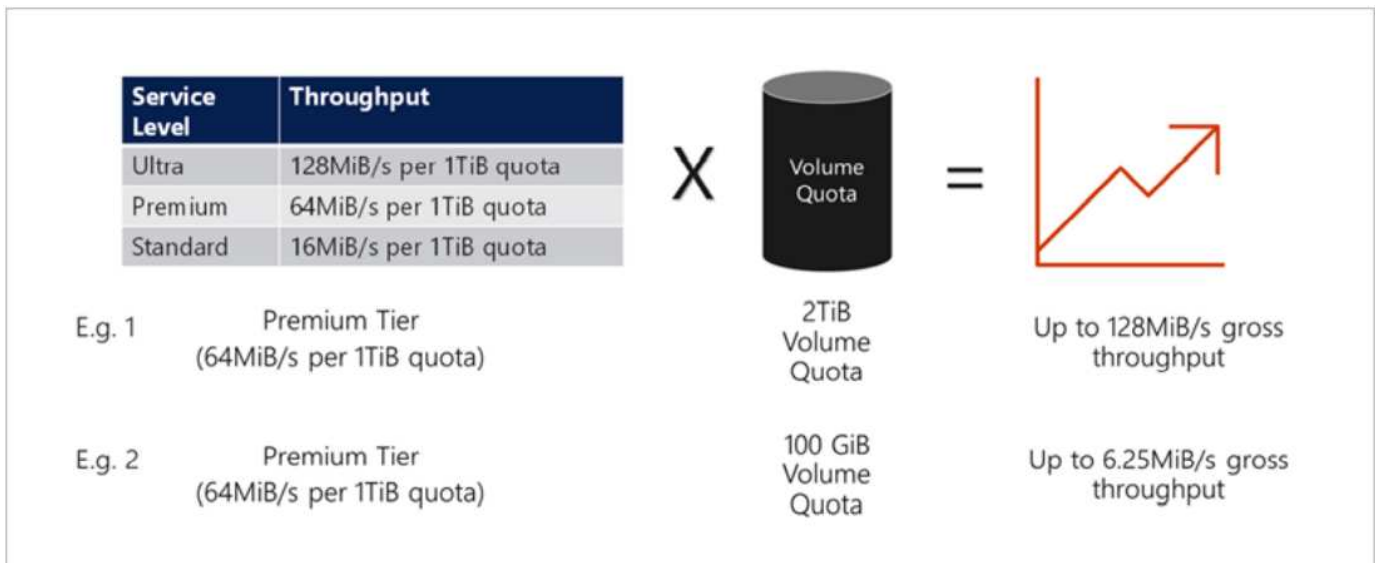 Service Level
Throughput
Ultra
128MiB/s per 1TiB quota
Premium
64MiB/s per 1TiB quota
Standard
16MiB/s per 1TiB quota
X
Volume
Quota
=
E.g. 1
Premium Tier
(64MiB/s per 1TiB quota)
2TiB
Volume
Quota
Up to 128MiB/s gross
throughput
E.g. 2
Premium Tier
(64MiB/s per 1TiB quota)
100 GiB
Volume
Quota
Up to 6.25MiB/s gross
throughput